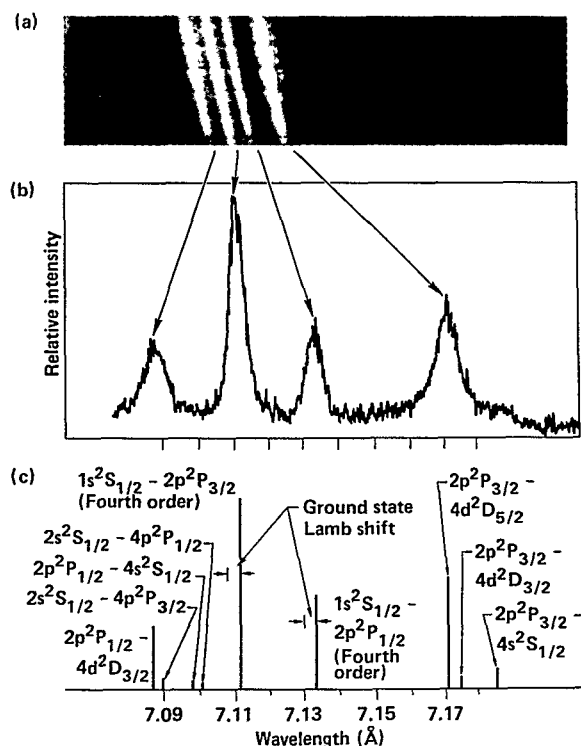 (a)
(b)
Relative intensity
(c)
1s²S₁/₂ – 2p²P₃/₂
(Fourth order)
2s²S₁/₂ – 4p²P₁/₂
2p²P₁/₂ – 4s²S₁/₂
2s²S₁/₂ – 4p²P₃/₂
2p²P₁/₂ –
4d²D₃/₂
Ground state
Lamb shift
1s²S₁/₂ –
2p²P₁/₂
(Fourth
order)
2p²P₃/₂ –
4d²D₅/₂
2p²P₃/₂ –
4d²D₃/₂
2p²P₃/₂ –
4s²S₁/₂
7.09 7.11 7.13 7.15 7.17
Wavelength (Å)